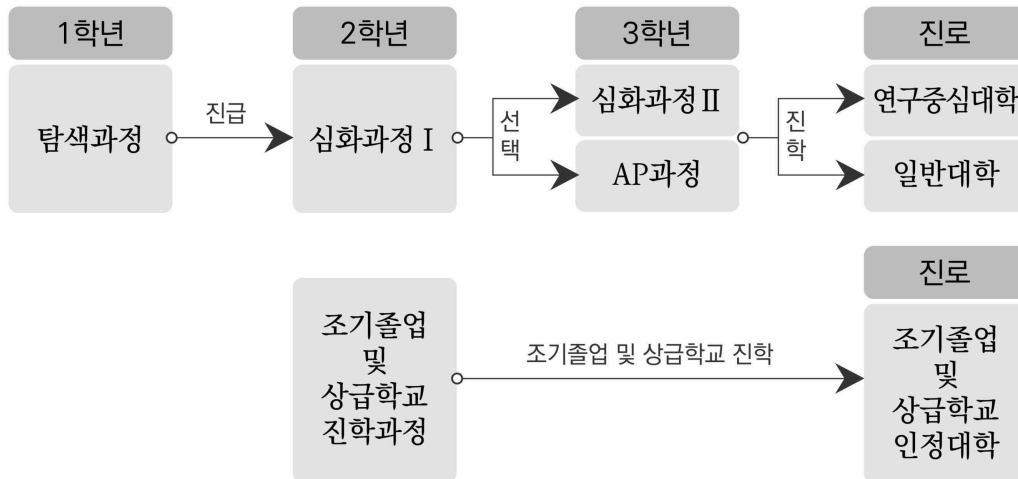 1학년
2학년
3학년
진로
탐색과정
진급
심화과정 Ⅰ
선
택
심화과정 Ⅱ
AP과정
진
학
연구중심대학
일반대학
진로
조기졸업
및
상급학교
진학과정
조기졸업 및 상급학교 진학
조기졸업
및
상급학교
인정대학